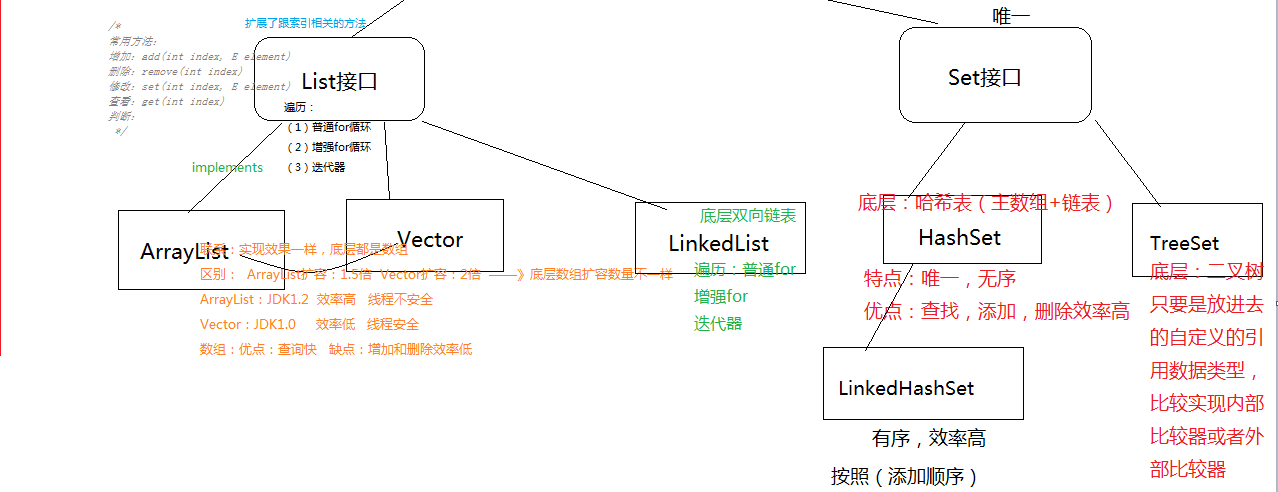 /*
常用方法:
增加: add(int index, E element)
删除: remove(int index)
修改: set(int index, E element)
查看: get(int index)
判断:
*/
扩展了跟素引相关的方法
List接口
遍历：
（1）普通for循环
（2）增强for循环
（3）迭代器
implements
ArrayList
Vector
联系：实现效果一样，底层都是数组
区别： ArrayList扩容：1.5倍 Vector扩容：2倍 ———》底层数组扩容数量不一样
ArrayList：JDK1.2 效率高 线程不安全
Vector：JDK1.0 效率低 线程安全
数组：优点：查询快 缺点：增加和删除效率低
底层双向链表
LinkedList
遍历：普通for
增强for
迭代器
唯一
Set接口
底层：哈希表（主数组+链表）
HashSet
特点：唯一，无序
优点：查找，添加，删除效率高
LinkedHashSet
有序，效率高
按照（添加顺序）
TreeSet
底层：二叉树
只要是放进去
的自定义的引
用数据类型，
比较实现内部
比较器或者外
部比较器